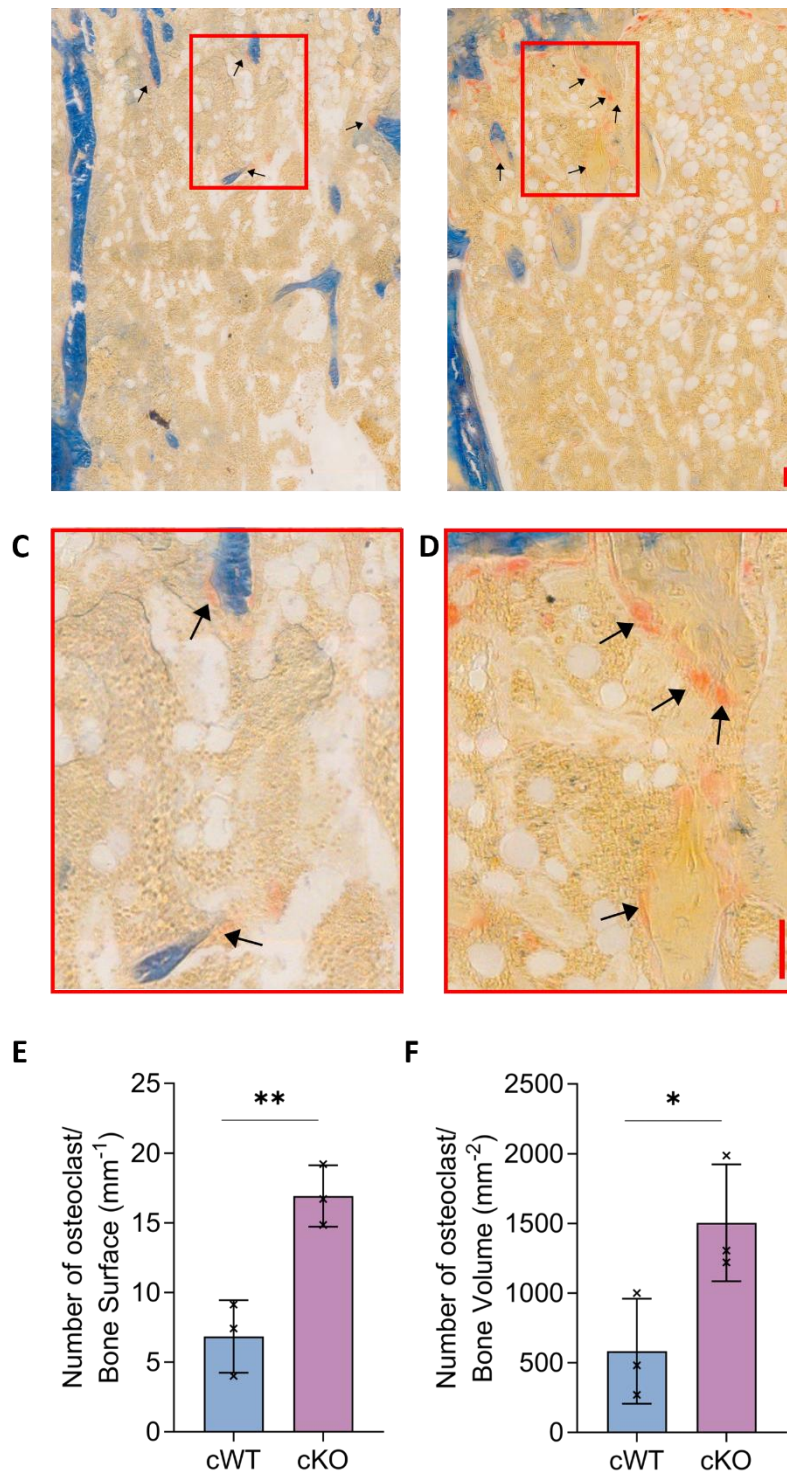 C
D
E
F
Number of osteoclast/
Bone Surface (mm⁻¹)
25
20
15
10
5
0
**
cWT
cKO
Number of osteoclast/
Bone Volume (mm⁻²)
2500
2000
1500
1000
500
0
*
cWT
cKO